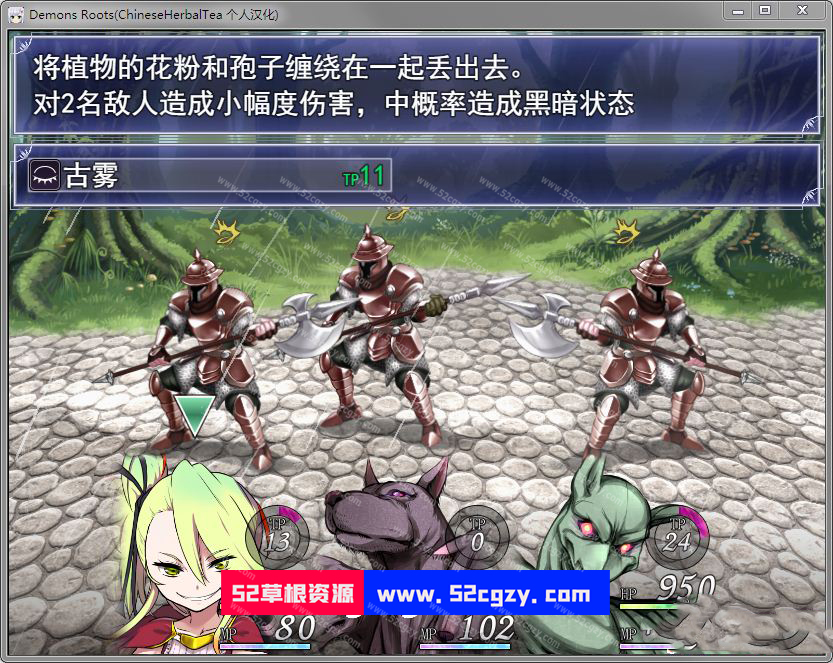 Demons Roots(ChineseHerbalTea 个人汉化)
将植物的花粉和孢子缠绕在一起丢出去。
对2名敌人造成小幅度伤害，中概率造成黑暗状态
古雾 TP11
TP 13
TP 0
TP 24
HP 950
52草根资源 www.52cgzy.com
MP 80
MP 102
MP